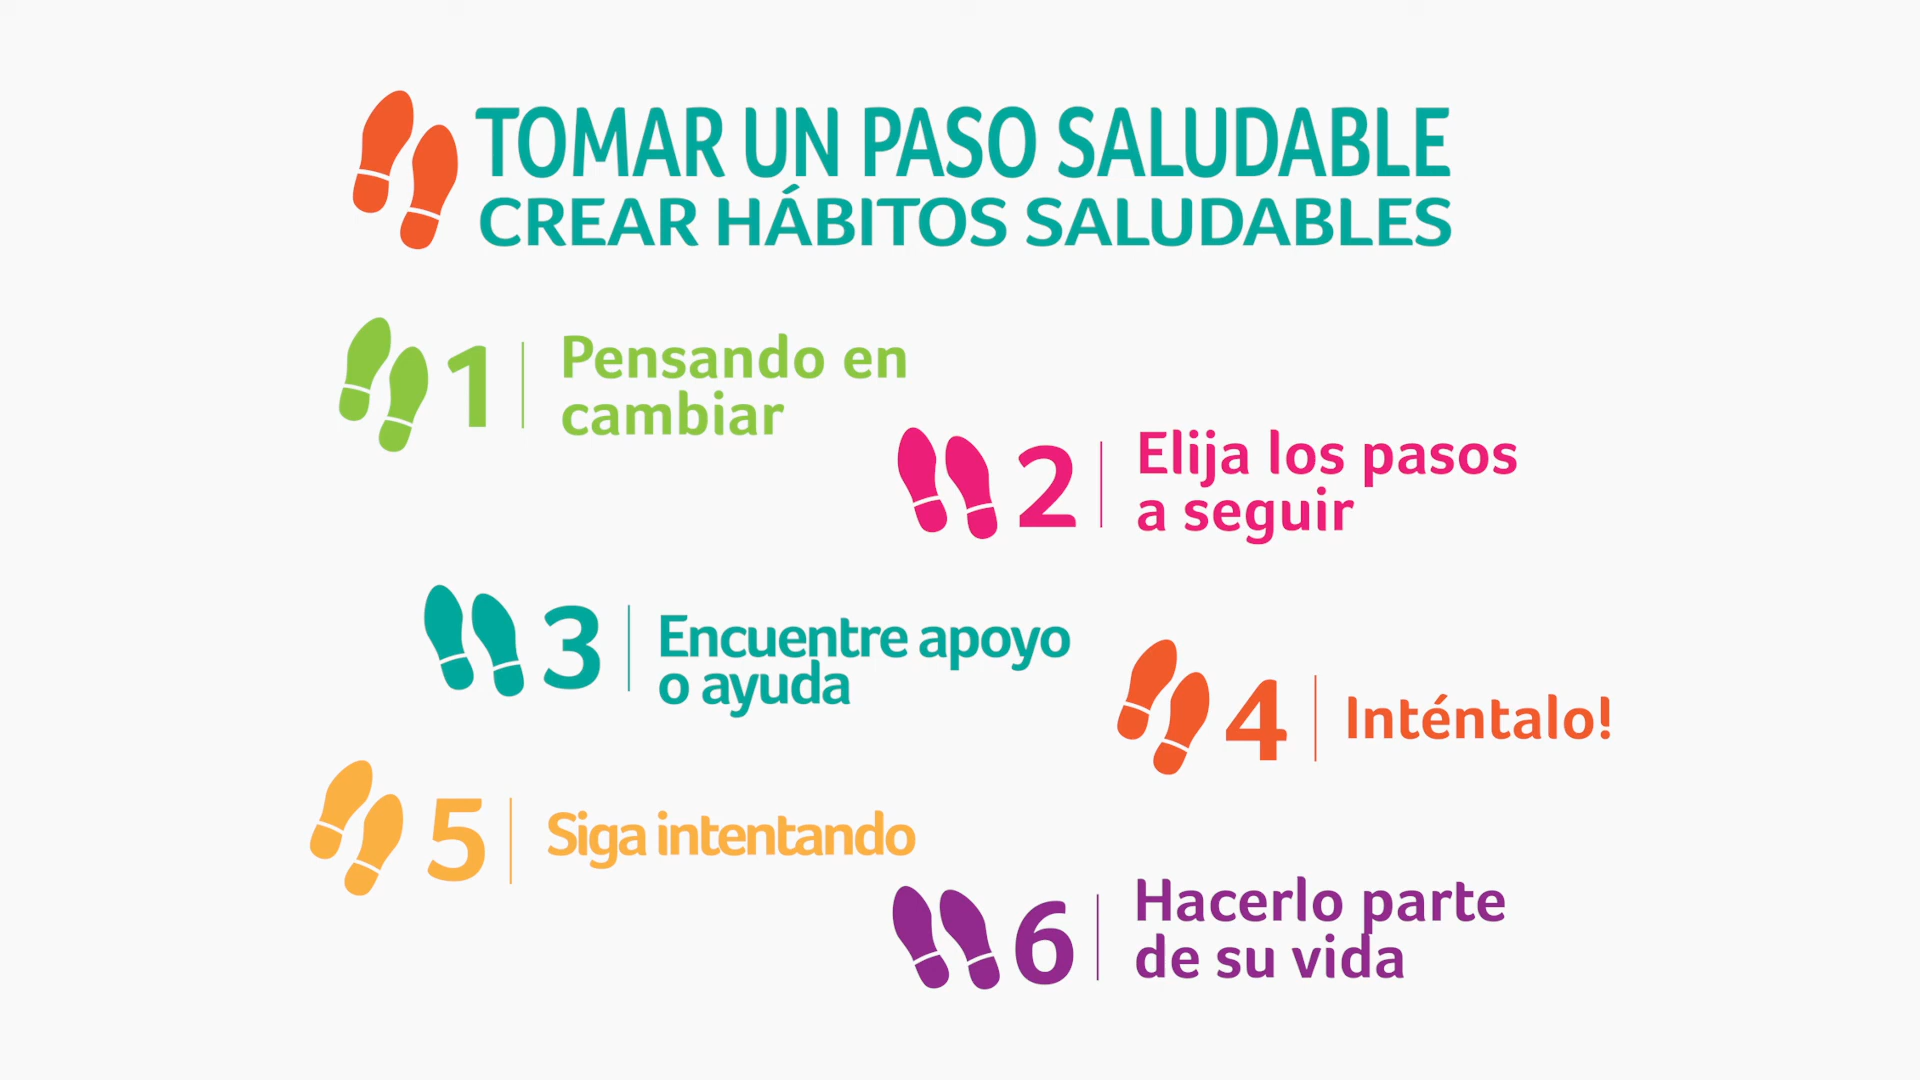 TOMAR UN PASO SALUDABLE
CREAR HÁBITOS SALUDABLES
1 Pensando en
cambiar
2 Elija los pasos
a seguir
3 Encuentre apoyo
o ayuda
4 Inténtalo!
5 Siga intentando
6 Hacerlo parte
de su vida